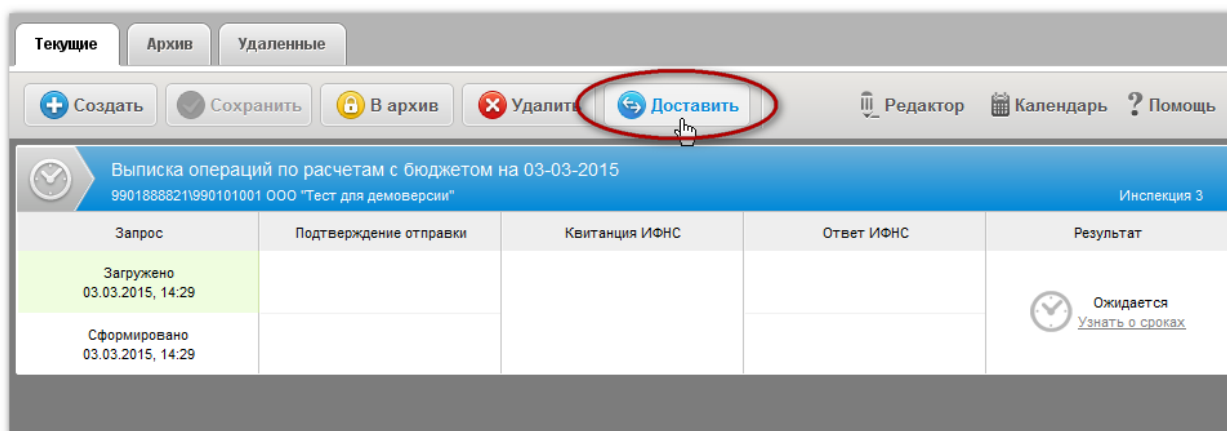 Текущие Архив Удаленные
Создать Сохранить В архив Удалить Доставить Редактор Календарь ? Помощь
Выписка операций по расчетам с бюджетом на 03-03-2015
9901888821\990101001 ООО "Тест для демоверсии" Инспекция 3
Запрос Подтверждение отправки Квитанция ИФНС Ответ ИФНС Результат
Загружено
03.03.2015, 14:29
Ожидается
Узнать о сроках
Сформировано
03.03.2015, 14:29